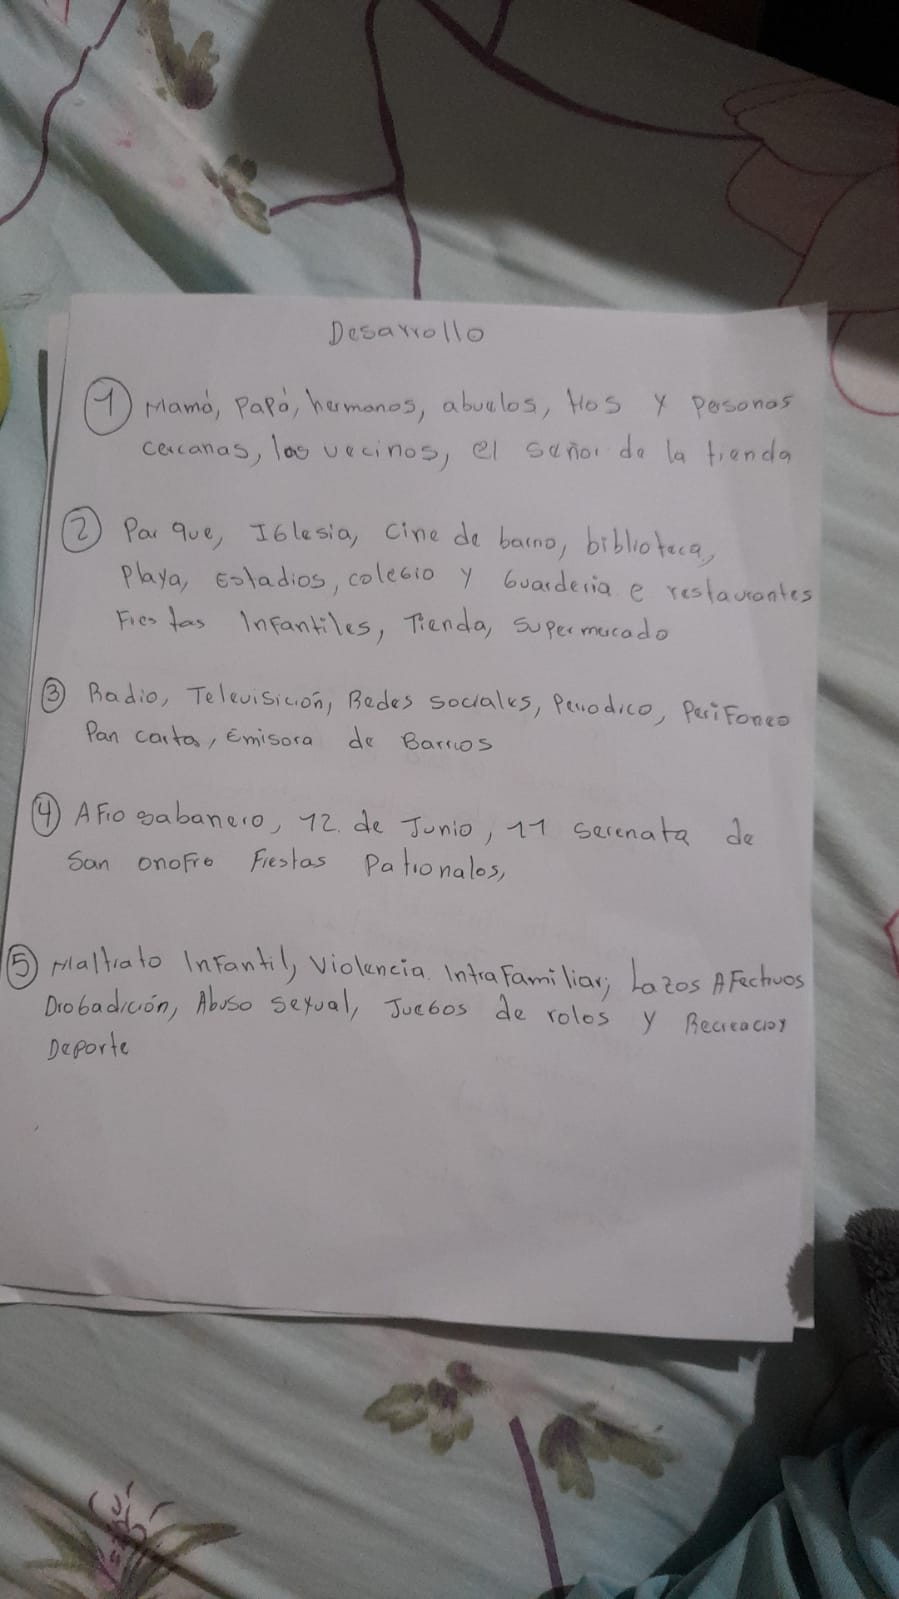 Desarrollo
1 Mamá, Papá, hermanos, abuelos, tios y personas
cercanas, los vecinos, el señor de la tienda
2 Parque, Iglesia, Cine de barrio, biblioteca,
Playa, Estadios, colegio y Guarderia e restaurantes
Fiestas Infantiles, Tienda, Supermercado
3 Radio, Televisición, Redes sociales, Periodico, PeriFoneo
Pan carta, Emisora de Barrios
4 AFro sabanero, 12 de Junio, 11 serenata de
San onoFre Fiestas Patronales,
5 Maltrato InFantil, Violencia IntraFamiliar, Lazos AFectivos
Drogadicción, Abuso sexual, Juegos de roles y Recreacion
Deporte